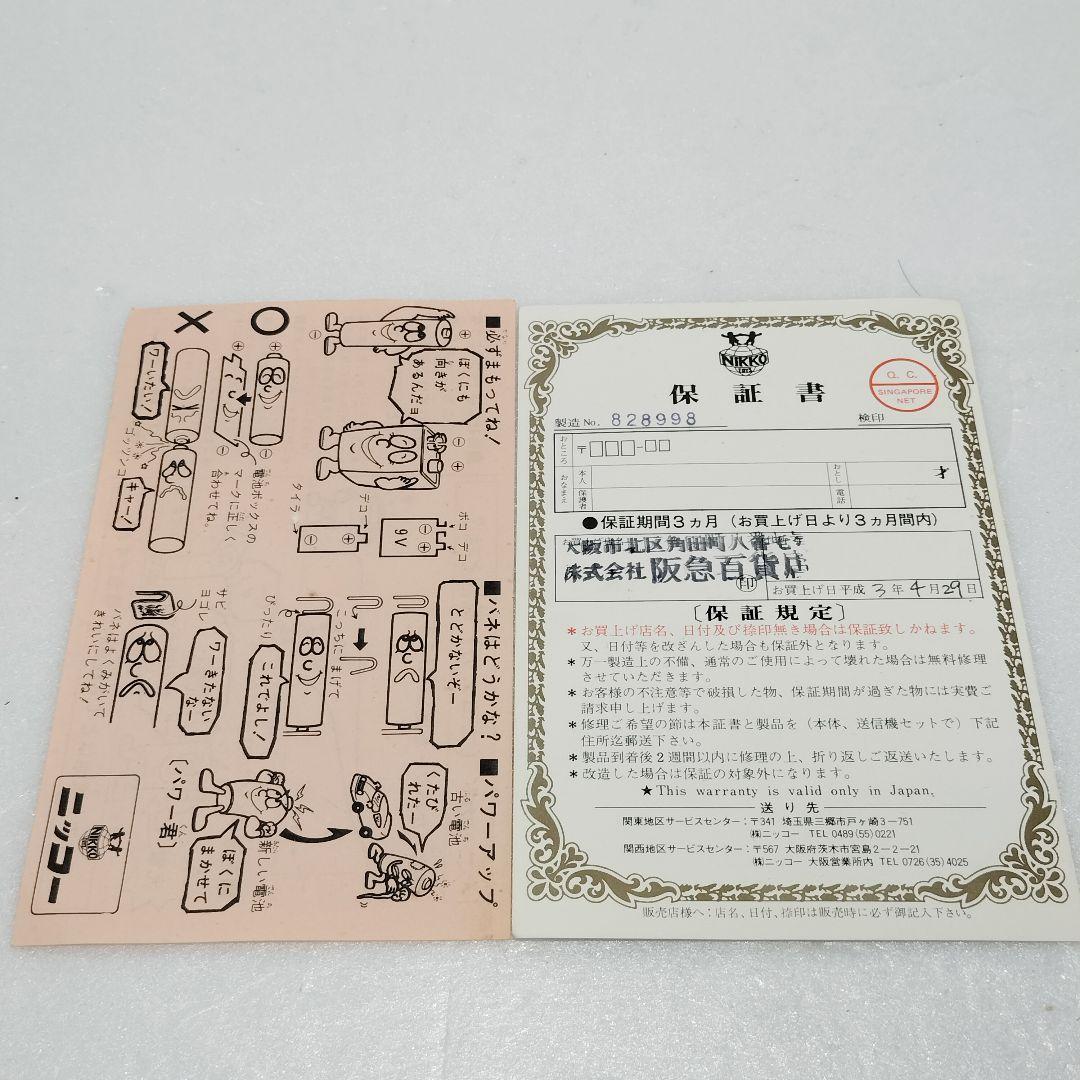 ■必ずまもってね!
ぼくにも
向きが
あるんだョ
⊕
⊖
⊖
⊕
○
×
⊕
⊖
電池ボックスの
マークに正しく
合わせてね。
ワーいたい!
ゴッツンコ
キャー!
ボコ
デコ
9V
デコ
タイラ
⊕
⊖
■バネはどうかな?
とどかないぞー
こっちにまげて
ぴったり
これでよし!
サビ
ヨゴレ
ワーきたない
なー
バネはよくみがいて
きれいにしてね!
■パワーアップ
くたび
れたー
古い電池
新しい電池
ぼくに
まかせて
〔パワー君〕
NIKKO
ニッコー
NIKKO
保証書
Q. C.
SINGAPORE
NET
製造 No. 828998
検印
おところ
〒□□□-□□
おなまえ
本人
保護者
おとし
才
電話
●保証期間3ヵ月(お買上げ日より3ヵ月間内)
大阪市北区角田町八番七号
株式会社 阪急百貨店
印
お買上げ日平成 3年 4月29日
〔保証規定〕
*お買上げ店名、日付及び捺印無き場合は保証致しかねます。
又、日付等を改ざんした場合も保証外となります。
*万一製造上の不備、通常のご使用によって壊れた場合は無料修理
させていただきます。
*お客様の不注意等で破損した物、保証期間が過ぎた物には実費ご
請求申し上げます。
*修理ご希望の節は本証書と製品を(本体、送信機セットで)下記
住所迄郵送下さい。
*製品到着後2週間以内に修理の上、折り返しご返送いたします。
*改造した場合は保証の対象外になります。
★This warranty is valid only in Japan.
送り先
関東地区サービスセンター:〒341 埼玉県三郷市戸ヶ崎3-751
㈱ニッコー TEL 0489(55)0221
関西地区サービスセンター:〒567 大阪府茨木市宮島2-2-21
㈱ニッコー 大阪営業所内 TEL 0726(35)4025
販売店様へ:店名、日付、捺印は販売時に必ず御記入下さい。